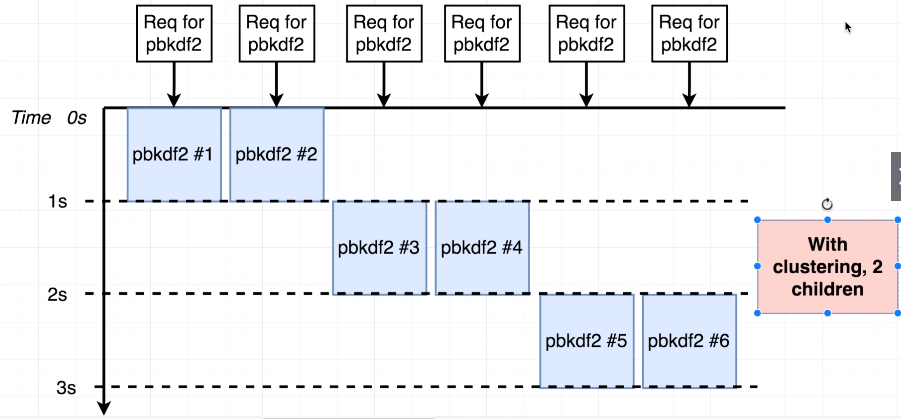 Req for
pbkdf2
Req for
pbkdf2
Req for
pbkdf2
Req for
pbkdf2
Req for
pbkdf2
Req for
pbkdf2
Time 0s
pbkdf2 #1
pbkdf2 #2
1s
pbkdf2 #3
pbkdf2 #4
With
clustering, 2
children
2s
pbkdf2 #5
pbkdf2 #6
3s